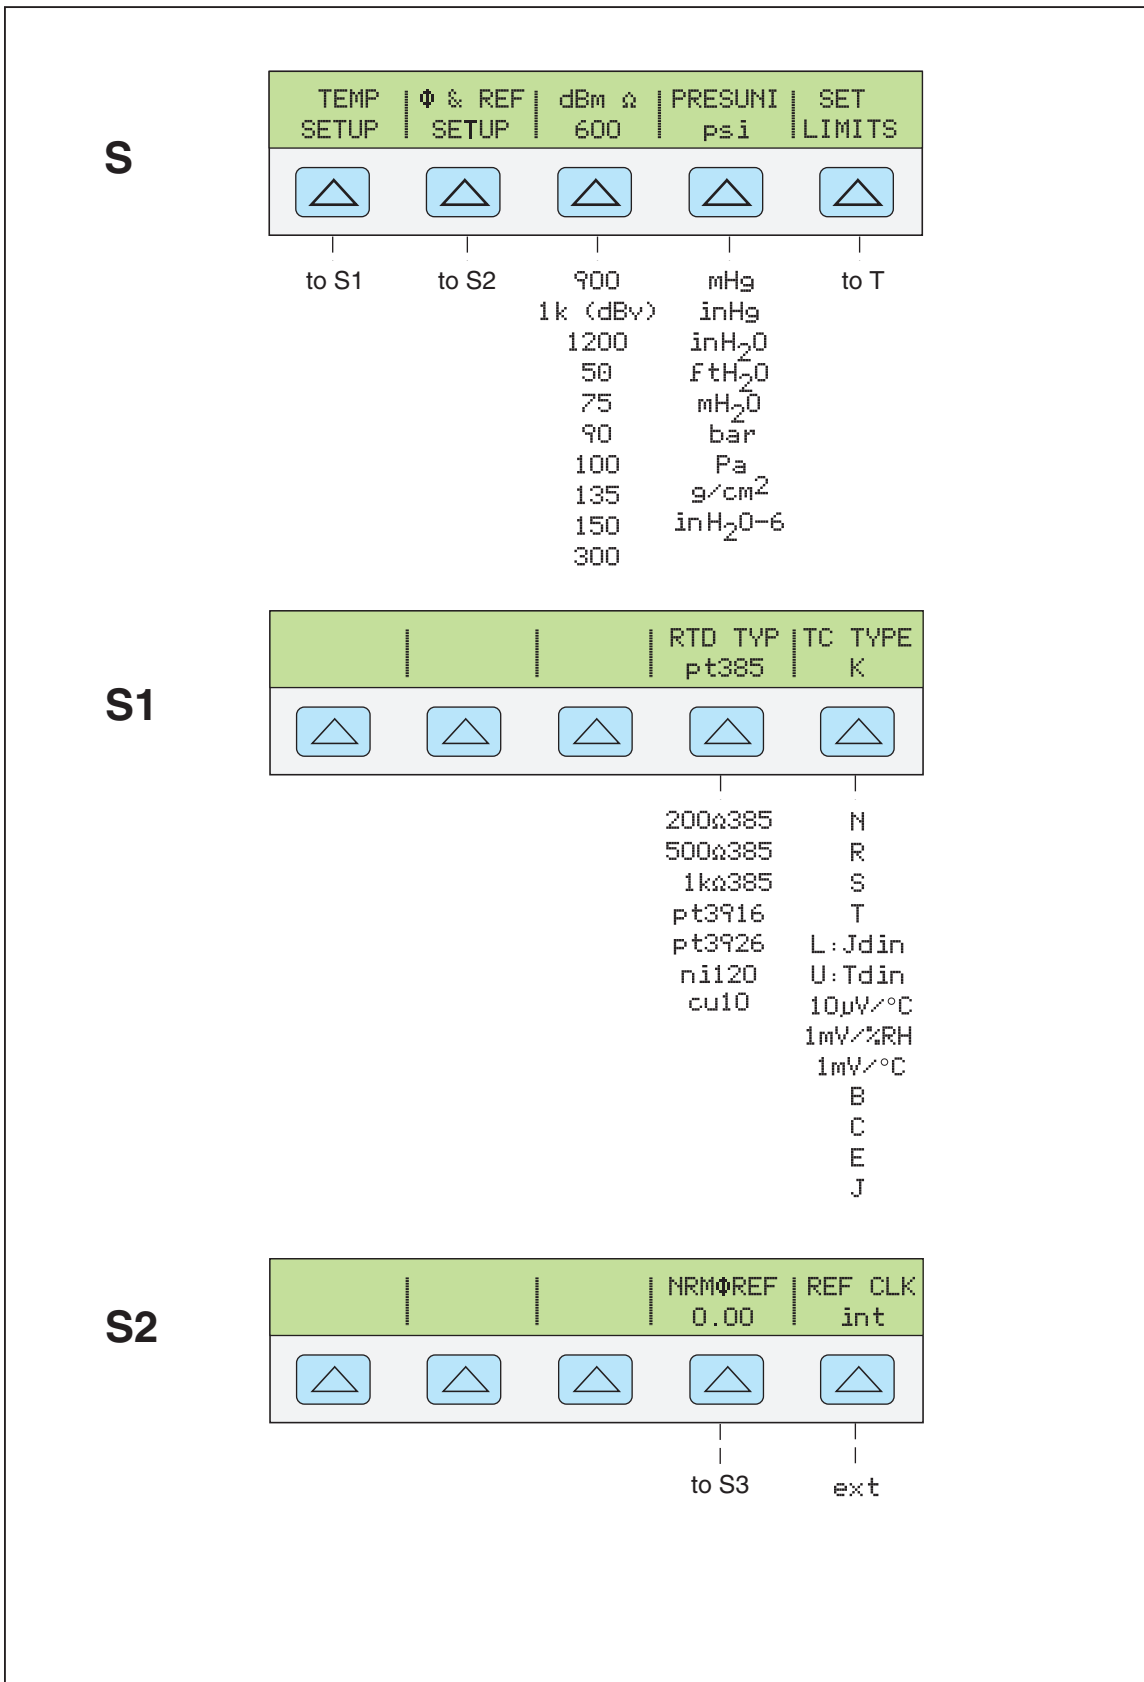 S
TEMP SETUP
Φ & REF SETUP
dBm Ω 600
PRESUNI psi
SET LIMITS
to S1
to S2
900
1k (dBv)
1200
50
75
90
100
135
150
300
mHg
inHg
inH2O
ftH2O
mH2O
bar
Pa
g/cm2
inH2O-6
to T
S1
RTD TYP
pt385
TC TYPE
K
200Ω385
500Ω385
1kΩ385
pt3916
pt3926
ni120
cu10
N
R
S
T
L:Jdin
U:Tdin
10µV/°C
1mV/%RH
1mV/°C
B
C
E
J
S2
NRMΦREF
0.00
REF CLK
int
to S3
ext